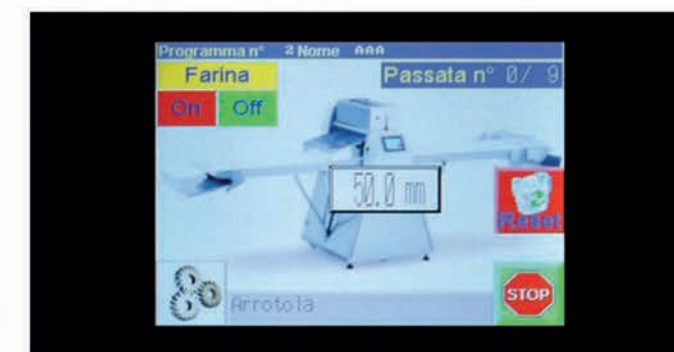 Programma n° 2 Nome AAA
Farina
Passata n° 0/ 9
On Off
50.0 mm
Reset
Arrotola
STOP